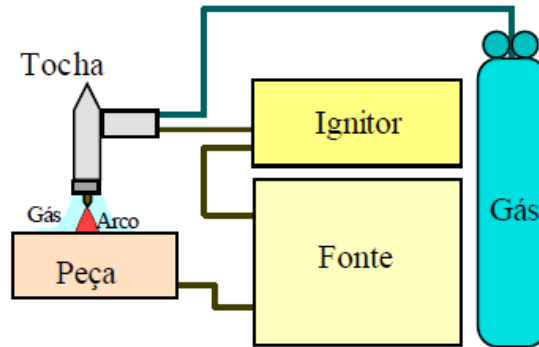 Tocha
Ignitor
Gás
Arco
Gás
Peça
Fonte